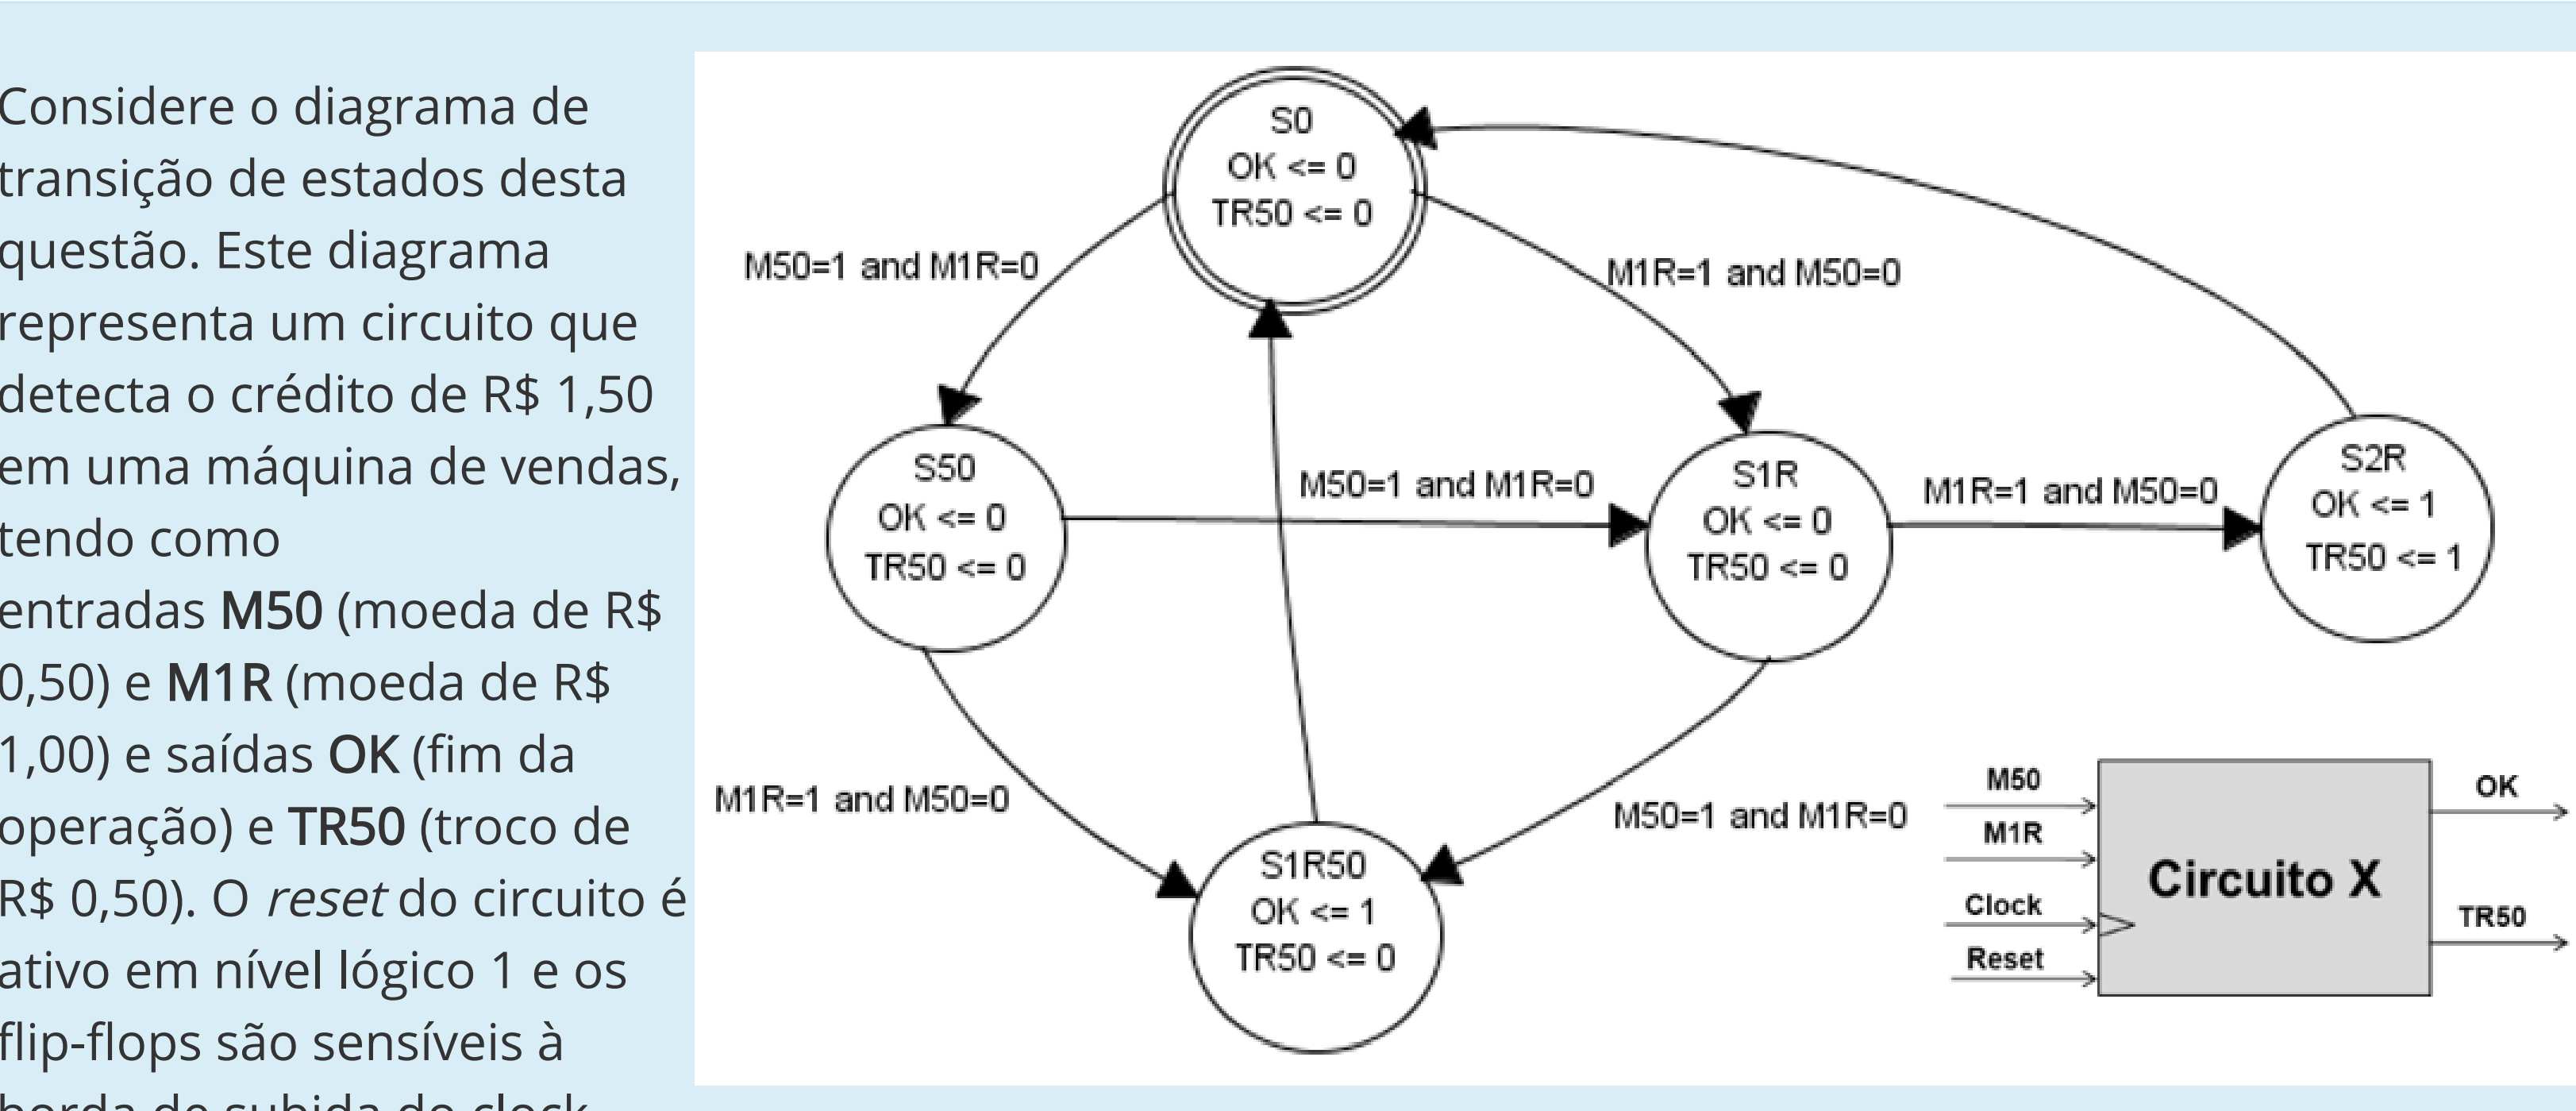 Considere o diagrama de
transição de estados desta
questão. Este diagrama
representa um circuito que
detecta o crédito de R$ 1,50
em uma máquina de vendas,
tendo como
entradas M50 (moeda de R$
0,50) e M1R (moeda de R$
1,00) e saídas OK (fim da
operação) e TR50 (troco de
R$ 0,50). O reset do circuito é
ativo em nível lógico 1 e os
flip-flops são sensíveis à
borda de subida do clock
S0
OK <= 0
TR50 <= 0
M50=1 and M1R=0
M1R=1 and M50=0
S50
OK <= 0
TR50 <= 0
M50=1 and M1R=0
S1R
OK <= 0
TR50 <= 0
M1R=1 and M50=0
S2R
OK <= 1
TR50 <= 1
M1R=1 and M50=0
M50=1 and M1R=0
S1R50
OK <= 1
TR50 <= 0
M50
M1R
Clock
Reset
Circuito X
OK
TR50